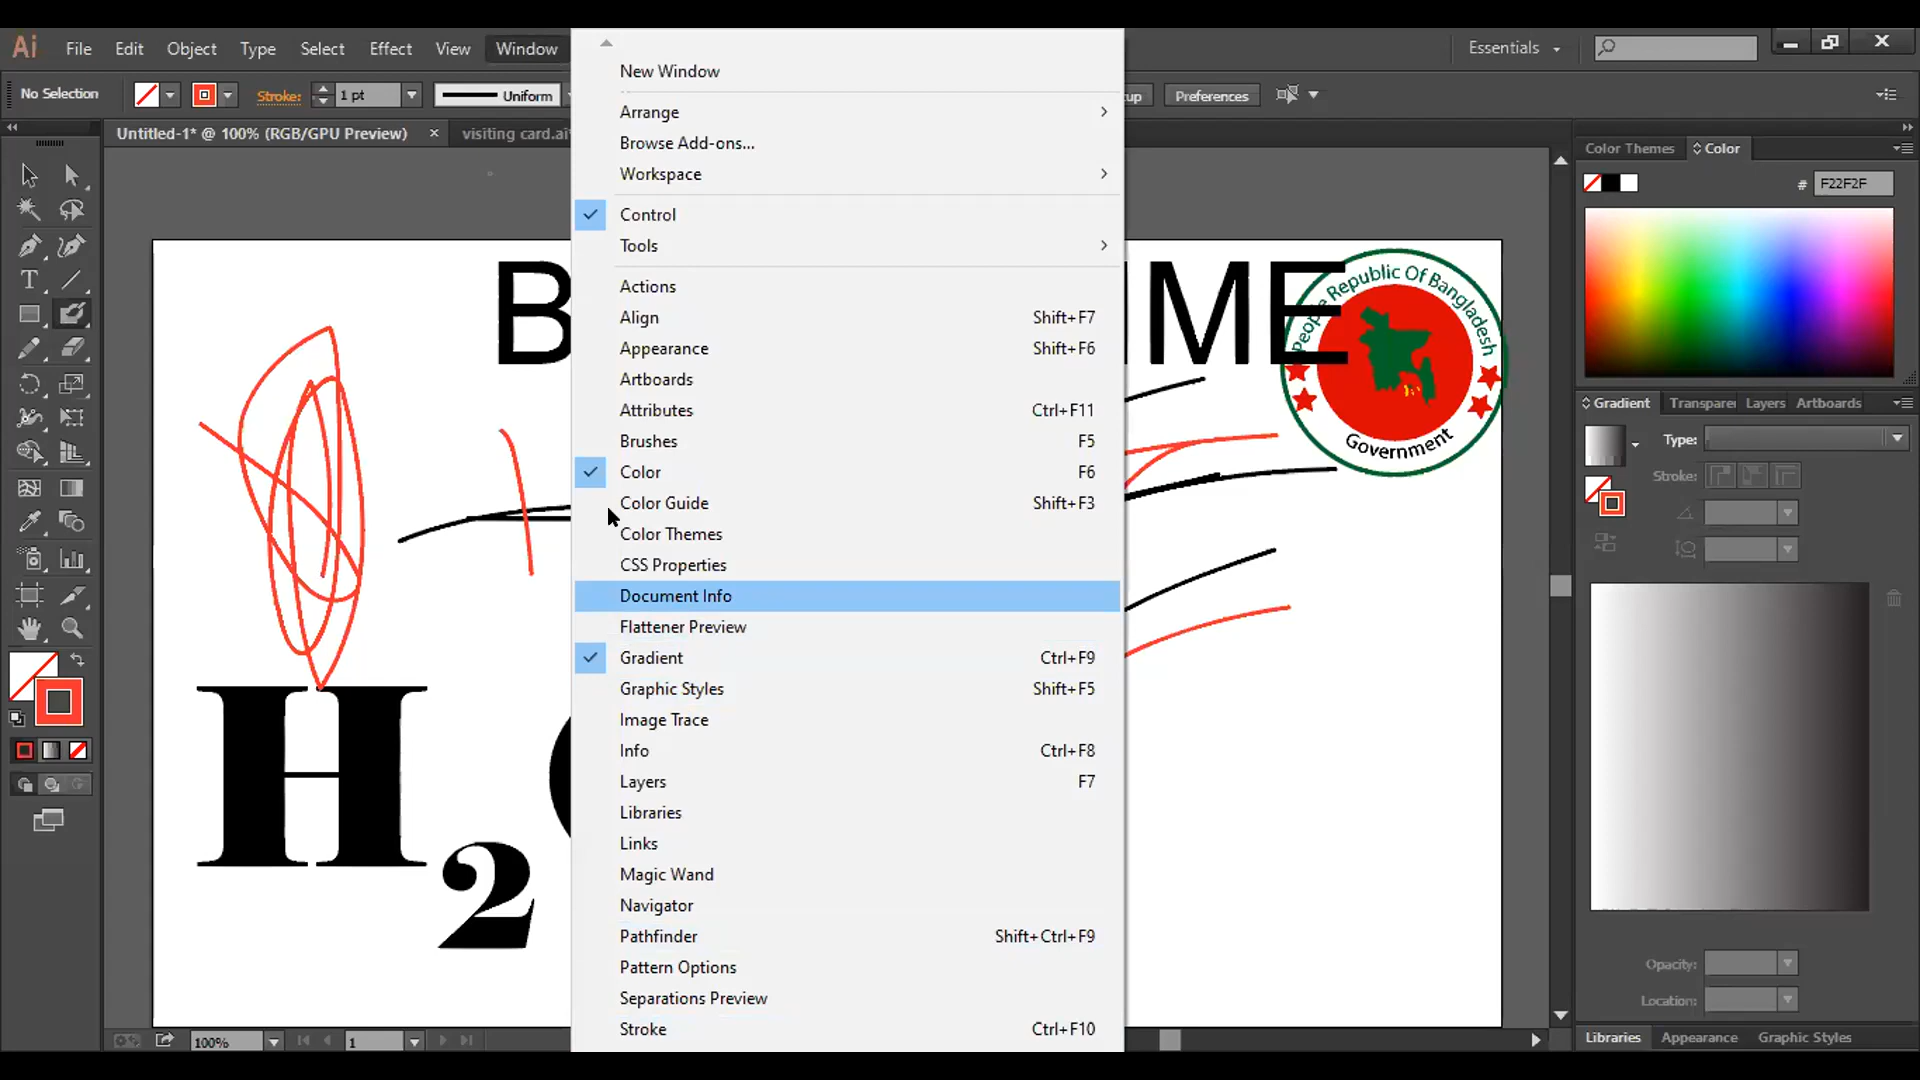 Ai File Edit Object Type Select Effect View Window
Essentials
No Selection Stroke: 1 pt Uniform
up Preferences
Untitled-1* @ 100% (RGB/GPU Preview) × visiting card.ai*
New Window
Arrange
Browse Add-ons...
Workspace
Control
Tools
Actions
Align Shift+F7
Appearance Shift+F6
Artboards
Attributes Ctrl+F11
Brushes F5
Color F6
Color Guide Shift+F3
Color Themes
CSS Properties
Document Info
Flattener Preview
Gradient Ctrl+F9
Graphic Styles Shift+F5
Image Trace
Info Ctrl+F8
Layers F7
Libraries
Links
Magic Wand
Navigator
Pathfinder Shift+Ctrl+F9
Pattern Options
Separations Preview
Stroke Ctrl+F10
B
ME
People Republic Of Bangladesh
Government
H
2
Color Themes Color
# F22F2F
Gradient Transparer Layers Artboards
Type:
Stroke:
Opacity:
Location:
Libraries Appearance Graphic Styles
100% 1